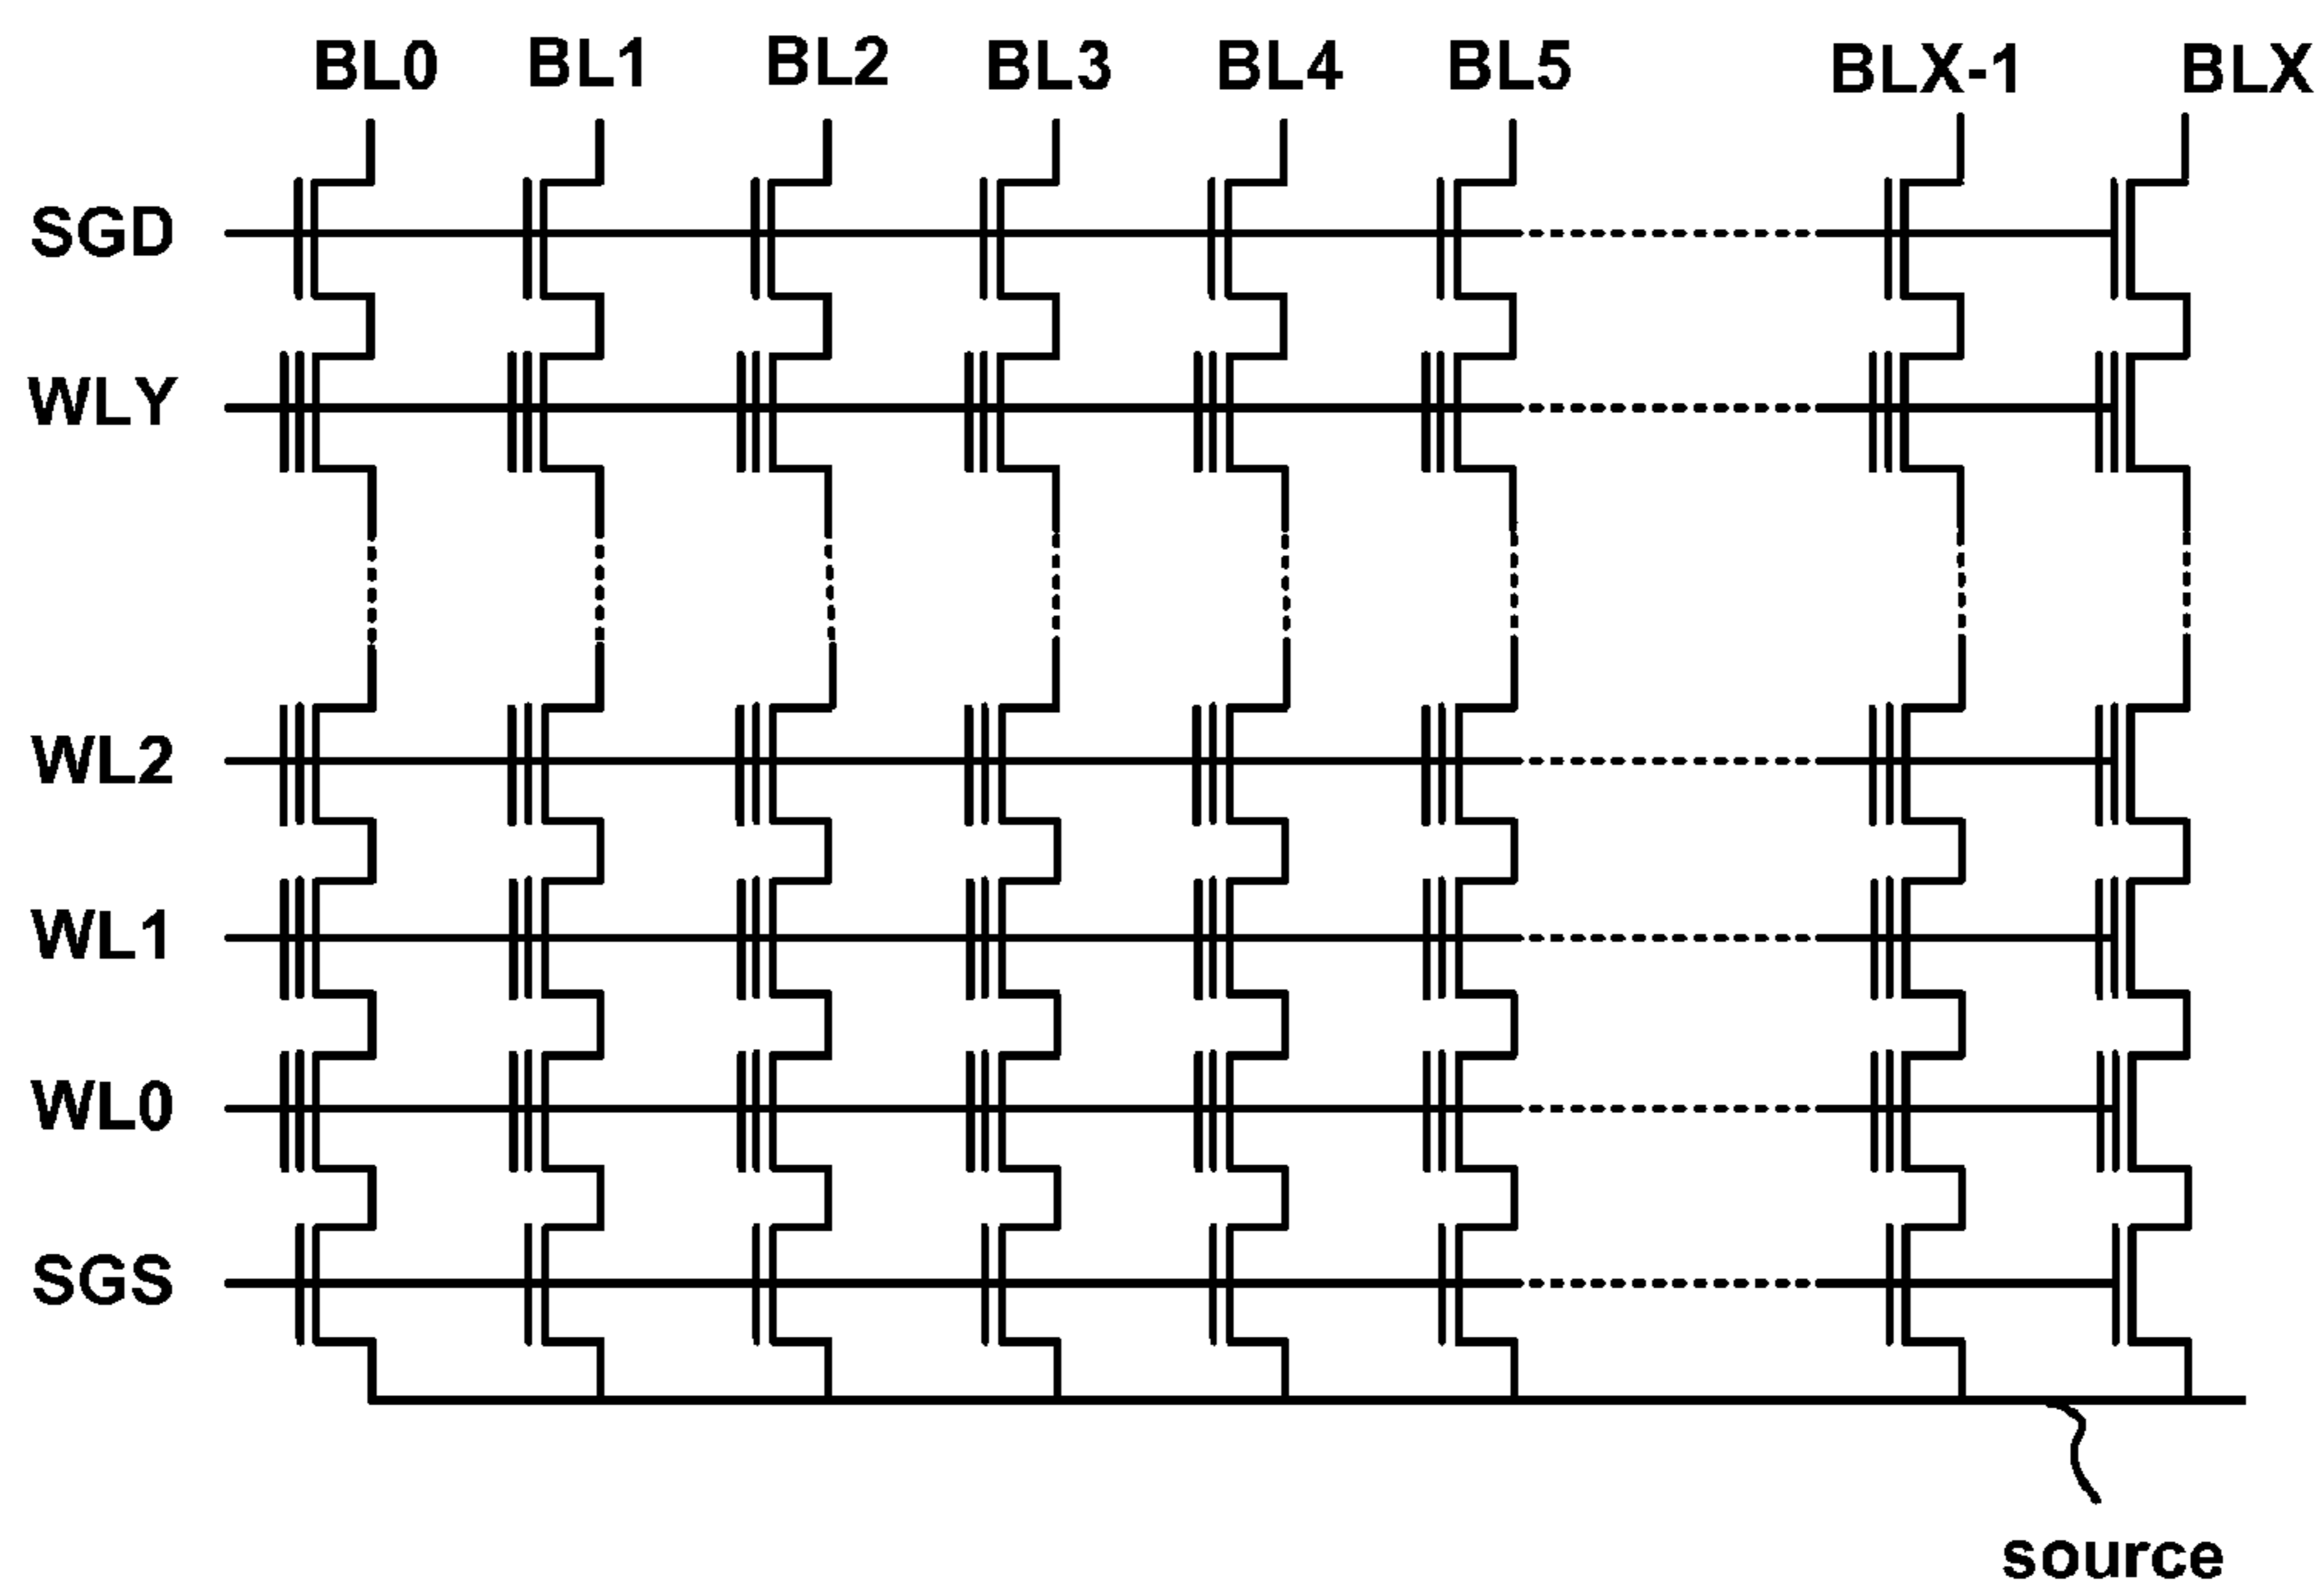 BL0 BL1 BL2 BL3 BL4 BL5 BLX-1 BLX
SGD
WLY
WL2
WL1
WL0
SGS
source